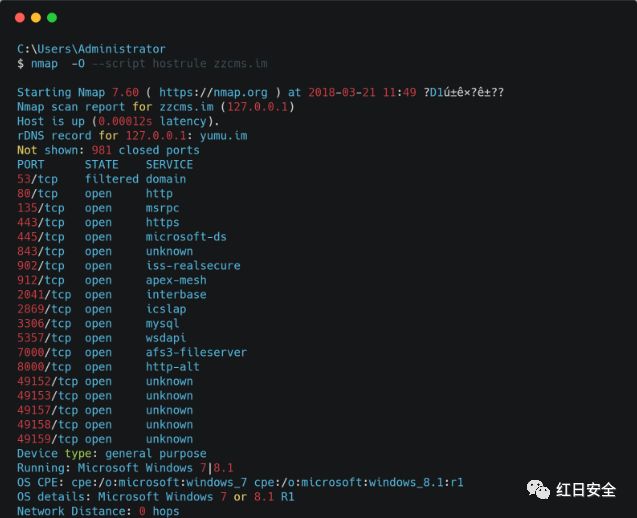 C:\Users\Administrator
$ nmap  -O --script hostrule zzcms.im
Starting Nmap 7.60 ( https://nmap.org ) at 2018-03-21 11:49 ?D1ú±ê×?ê±??
Nmap scan report for zzcms.im (127.0.0.1)
Host is up (0.00012s latency).
rDNS record for 127.0.0.1: yumu.im
Not shown: 981 closed ports
PORT      STATE    SERVICE
53/tcp    filtered domain
80/tcp    open     http
135/tcp   open     msrpc
443/tcp   open     https
445/tcp   open     microsoft-ds
843/tcp   open     unknown
902/tcp   open     iss-realsecure
912/tcp   open     apex-mesh
2041/tcp  open     interbase
2869/tcp  open     icslap
3306/tcp  open     mysql
5357/tcp  open     wsdapi
7000/tcp  open     afs3-fileserver
8000/tcp  open     http-alt
49152/tcp open     unknown
49153/tcp open     unknown
49157/tcp open     unknown
49158/tcp open     unknown
49159/tcp open     unknown
Device type: general purpose
Running: Microsoft Windows 7|8.1
OS CPE: cpe:/o:microsoft:windows_7 cpe:/o:microsoft:windows_8.1:r1
OS details: Microsoft Windows 7 or 8.1 R1
Network Distance: 0 hops
红日安全